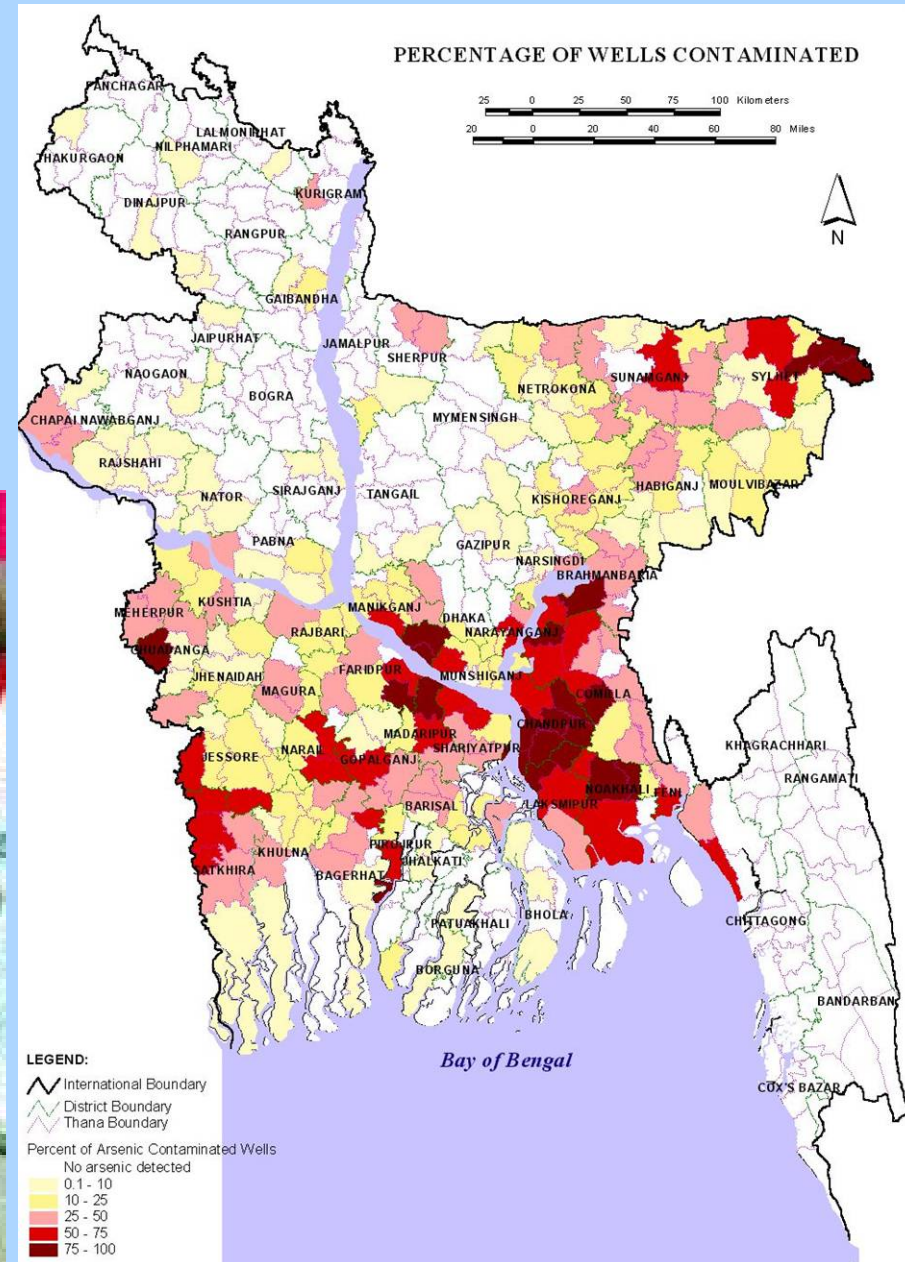 PERCENTAGE OF WELLS CONTAMINATED
25 0 25 50 75 100 Kilometers
20 0 20 40 60 80 Miles
N
PANCHAGAR
LALMONIRHAT
NILPHAMARI
THAKURGAON
KURIGRAM
DINAJPUR
RANGPUR
GAIBANDHA
JAIPURHAT
JAMALPUR
SHERPUR
NAOGAON
BOGRA
NETROKONA
SUNAMGANJ
SYLHET
MYMENSINGH
CHAPAI NAWABGANJ
RAJSHAHI
NATOR
SIRAJGANJ
TANGAIL
KISHOREGANJ
HABIGANJ
MOULVIBAZAR
PABNA
GAZIPUR
NARSINGDI
BRAHMANBARIA
MEHERPUR
KUSHTIA
MANIKGANJ
DHAKA
NARAYANGANJ
RAJBARI
CHUADANGA
JHENAIDAH
FARIDPUR
MUNSHIGANJ
MAGURA
COMILLA
CHANDPUR
MADARIPUR
SHARIYATPUR
JESSORE
NARAIL
GOPALGANJ
KHAGRACHHARI
RANGAMATI
NOAKHALI
FENI
LAKSMIPUR
BARISAL
KHULNA
PIROJPUR
JHALKATI
SATKHIRA
BAGERHAT
BHOLA
PATUAKHALI
CHITTAGONG
BORGUNA
BANDARBAN
Bay of Bengal
COX'S BAZAR
LEGEND:
International Boundary
District Boundary
Thana Boundary
Percent of Arsenic Contaminated Wells
No arsenic detected
0.1 - 10
10 - 25
25 - 50
50 - 75
75 - 100